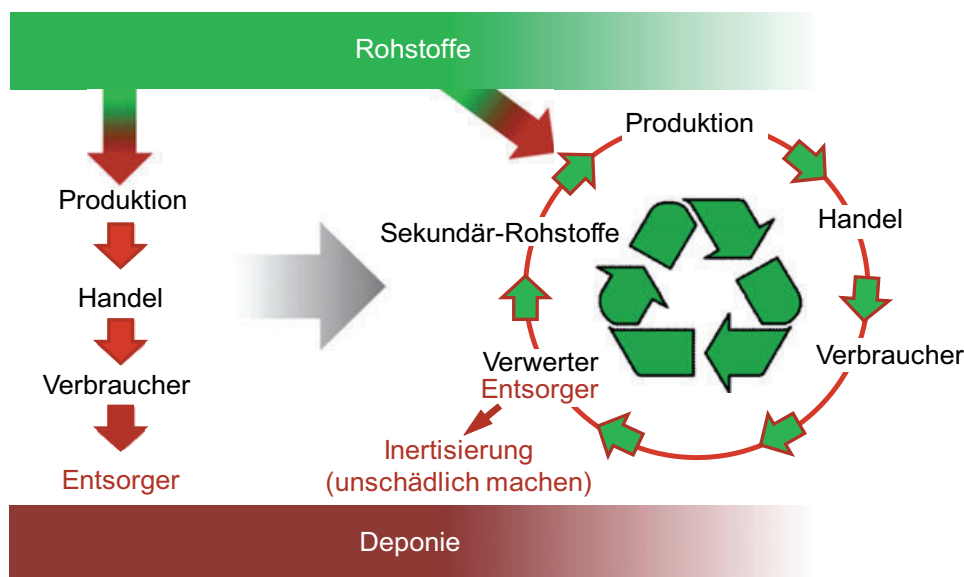 Rohstoffe
Produktion
Handel
Verbraucher
Entsorger
Produktion
Handel
Verbraucher
Verwerter
Entsorger
Inertisierung
(unschädlich machen)
Sekundär-Rohstoffe
Deponie